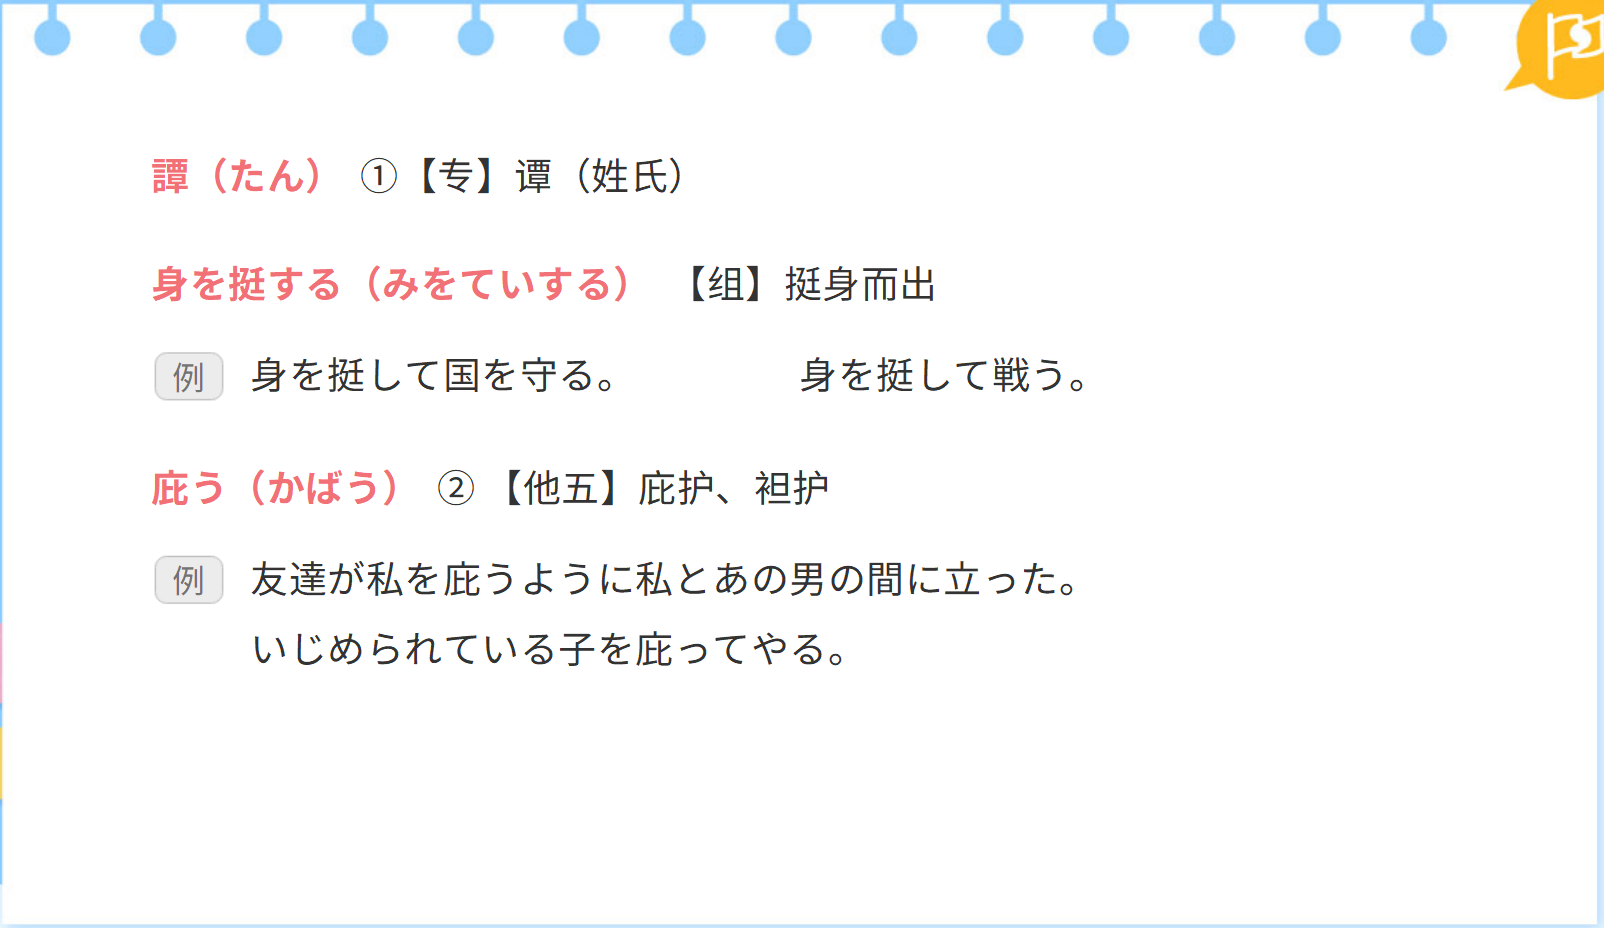 譚（たん） ①【专】谭（姓氏）
身を挺する（みをていする） 【组】挺身而出
例 身を挺して国を守る。 身を挺して戦う。
庇う（かばう） ② 【他五】庇护、袒护
例 友達が私を庇うように私とあの男の間に立った。
いじめられている子を庇ってやる。